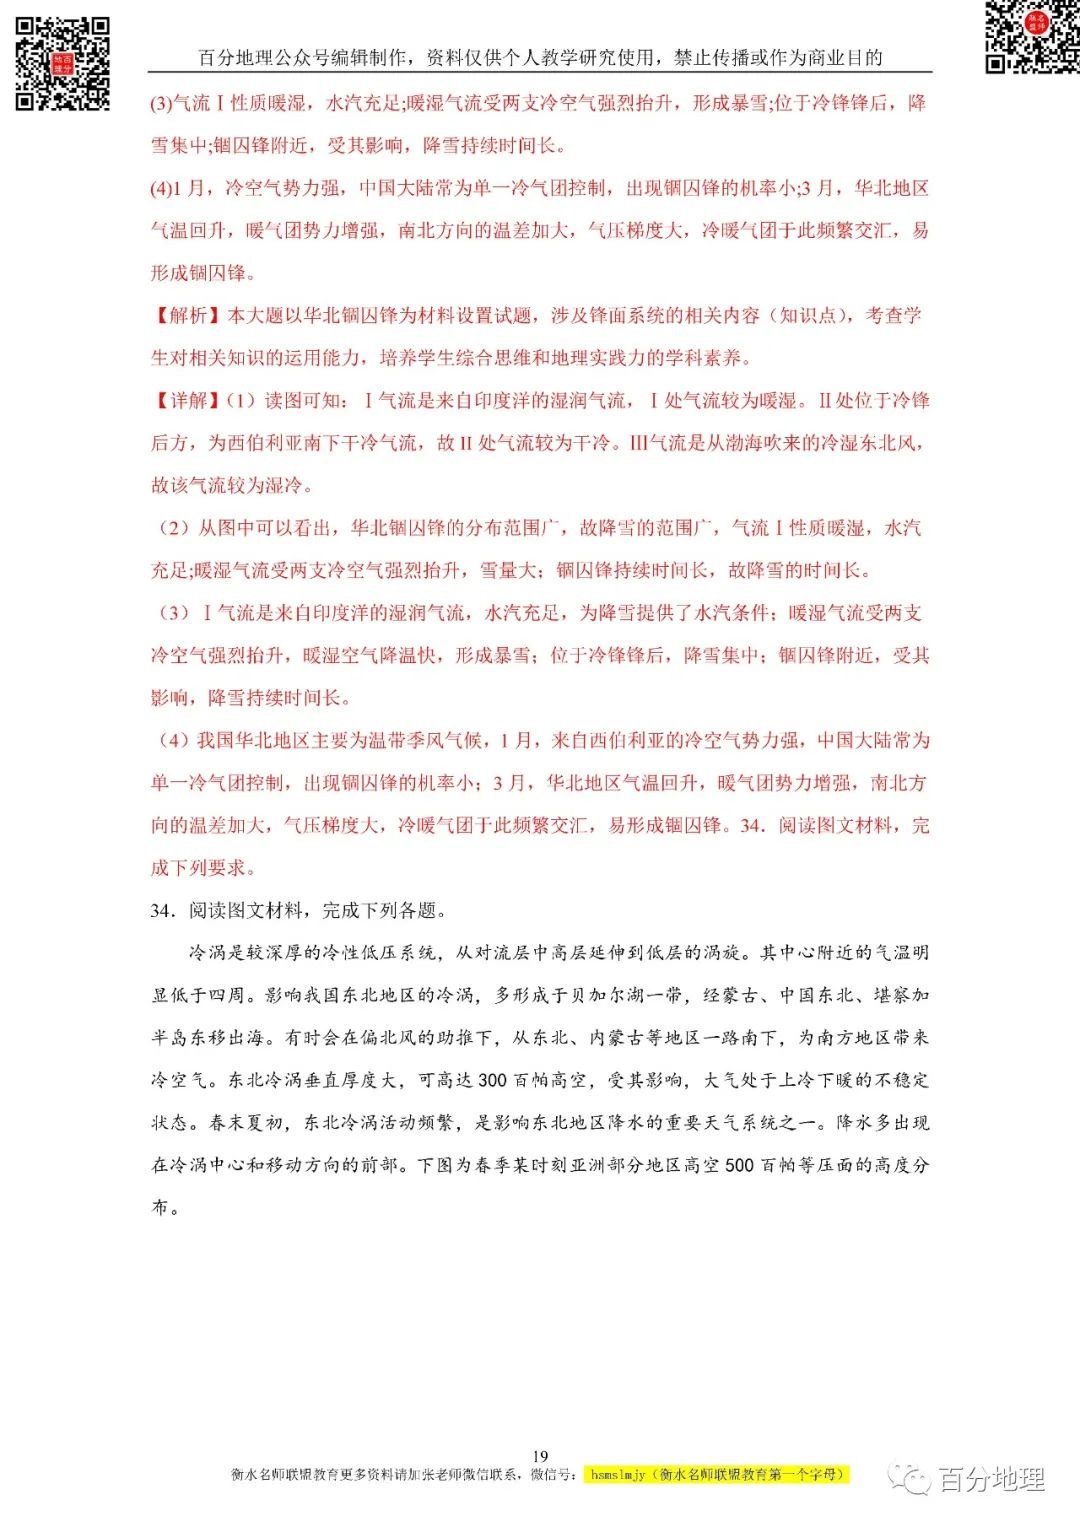 百分地理公众号编辑制作，资料仅供个人教学研究使用，禁止传播或作为商业目的
(3)气流Ⅰ性质暖湿，水汽充足;暖湿气流受两支冷空气强烈抬升，形成暴雪;位于冷锋锋后，降
雪集中;锢囚锋附近，受其影响，降雪持续时间长。
(4)1月，冷空气势力强，中国大陆常为单一冷气团控制，出现锢囚锋的机率小;3月，华北地区
气温回升，暖气团势力增强，南北方向的温差加大，气压梯度大，冷暖气团于此频繁交汇，易
形成锢囚锋。
【解析】本大题以华北锢囚锋为材料设置试题，涉及锋面系统的相关内容（知识点），考查学
生对相关知识的运用能力，培养学生综合思维和地理实践力的学科素养。
【详解】（1）读图可知：Ⅰ气流是来自印度洋的湿润气流，Ⅰ处气流较为暖湿。Ⅱ处位于冷锋
后方，为西伯利亚南下干冷气流，故 II 处气流较为干冷。Ⅲ气流是从渤海吹来的冷湿东北风，
故该气流较为湿冷。
（2）从图中可以看出，华北锢囚锋的分布范围广，故降雪的范围广，气流Ⅰ性质暖湿，水汽
充足;暖湿气流受两支冷空气强烈抬升，雪量大；锢囚锋持续时间长，故降雪的时间长。
（3）Ⅰ气流是来自印度洋的湿润气流，水汽充足，为降雪提供了水汽条件；暖湿气流受两支
冷空气强烈抬升，暖湿空气降温快，形成暴雪；位于冷锋锋后，降雪集中；锢囚锋附近，受其
影响，降雪持续时间长。
（4）我国华北地区主要为温带季风气候，1月，来自西伯利亚的冷空气势力强，中国大陆常为
单一冷气团控制，出现锢囚锋的机率小；3月，华北地区气温回升，暖气团势力增强，南北方
向的温差加大，气压梯度大，冷暖气团于此频繁交汇，易形成锢囚锋。34．阅读图文材料，完
成下列要求。
34．阅读图文材料，完成下列各题。
冷涡是较深厚的冷性低压系统，从对流层中高层延伸到低层的涡旋。其中心附近的气温明
显低于四周。影响我国东北地区的冷涡，多形成于贝加尔湖一带，经蒙古、中国东北、堪察加
半岛东移出海。有时会在偏北风的助推下，从东北、内蒙古等地区一路南下，为南方地区带来
冷空气。东北冷涡垂直厚度大，可高达300百帕高空，受其影响，大气处于上冷下暖的不稳定
状态。春末夏初，东北冷涡活动频繁，是影响东北地区降水的重要天气系统之一。降水多出现
在冷涡中心和移动方向的前部。下图为春季某时刻亚洲部分地区高空500百帕等压面的高度分
布。
19
衡水名师联盟教育更多资料请加张老师微信联系，微信号： hsmslmjy（衡水名师联盟教育第一个字母）
百分地理